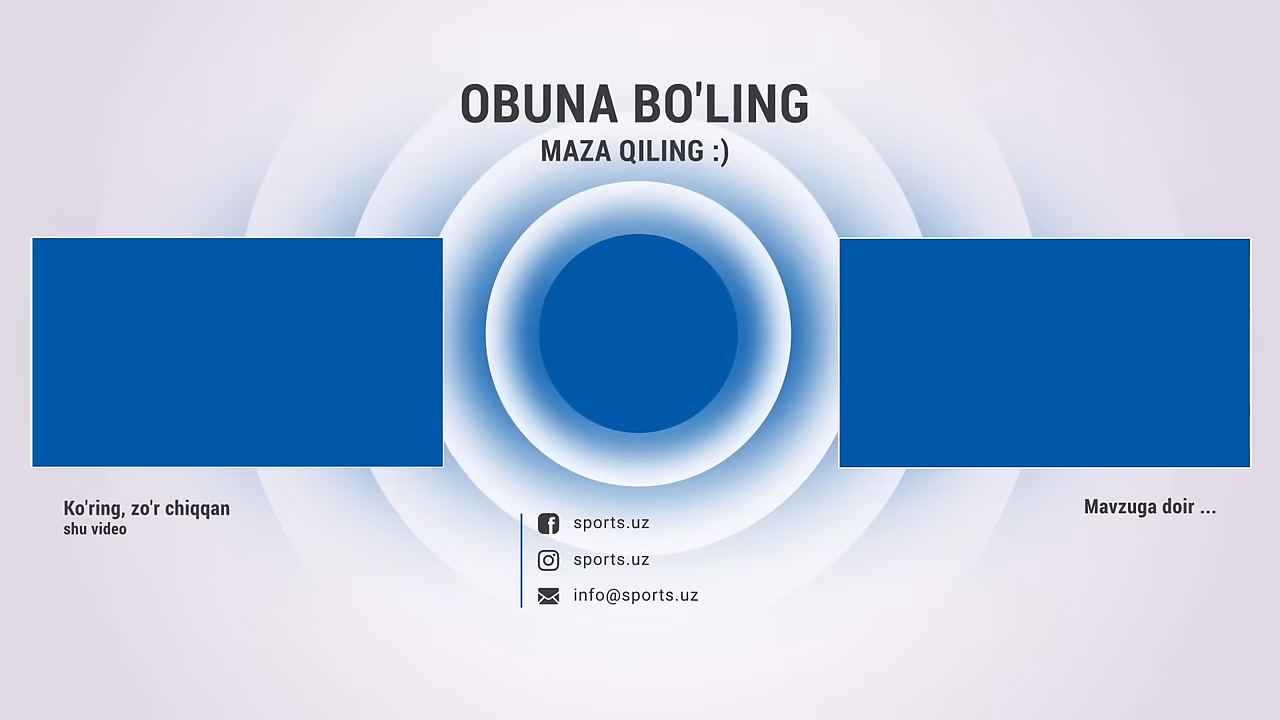 OBUNA BO'LING
MAZA QILING :)
Ko'ring, zo'r chiqqan
shu video
Mavzuga doir ...
sports.uz
sports.uz
info@sports.uz